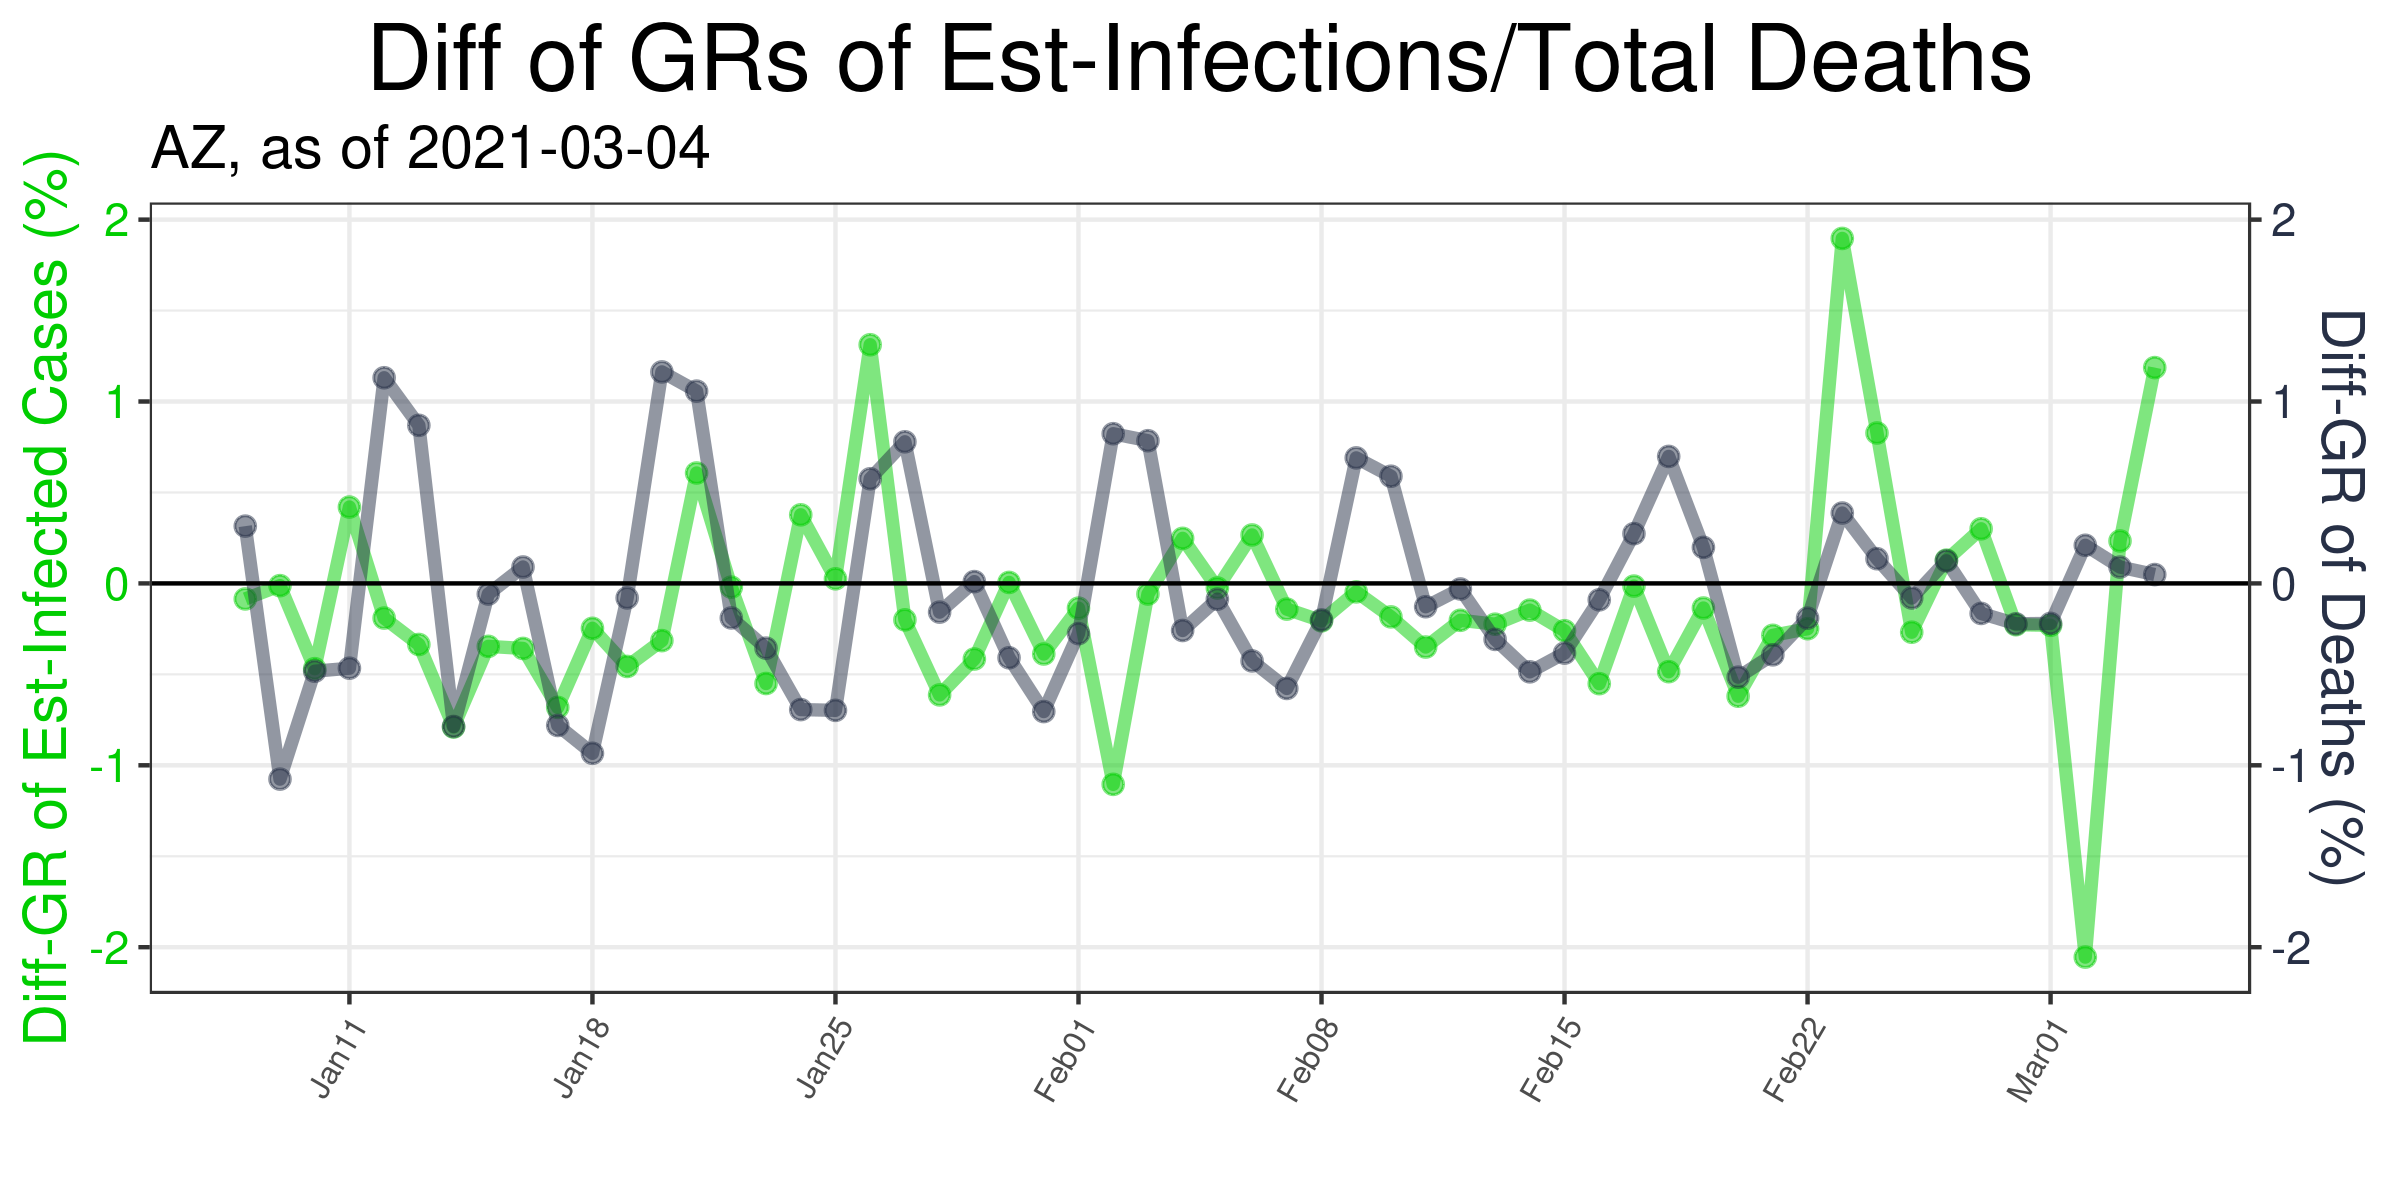 Diff of GRs of Est-Infections/Total Deaths
AZ, as of 2021-03-04
Diff-GR of Est-Infected Cases (%)
2
1
0
-1
-2
2
1
0
-1
-2
Diff-GR of Deaths (%)
Jan11
Jan18
Jan25
Feb01
Feb08
Feb15
Feb22
Mar01